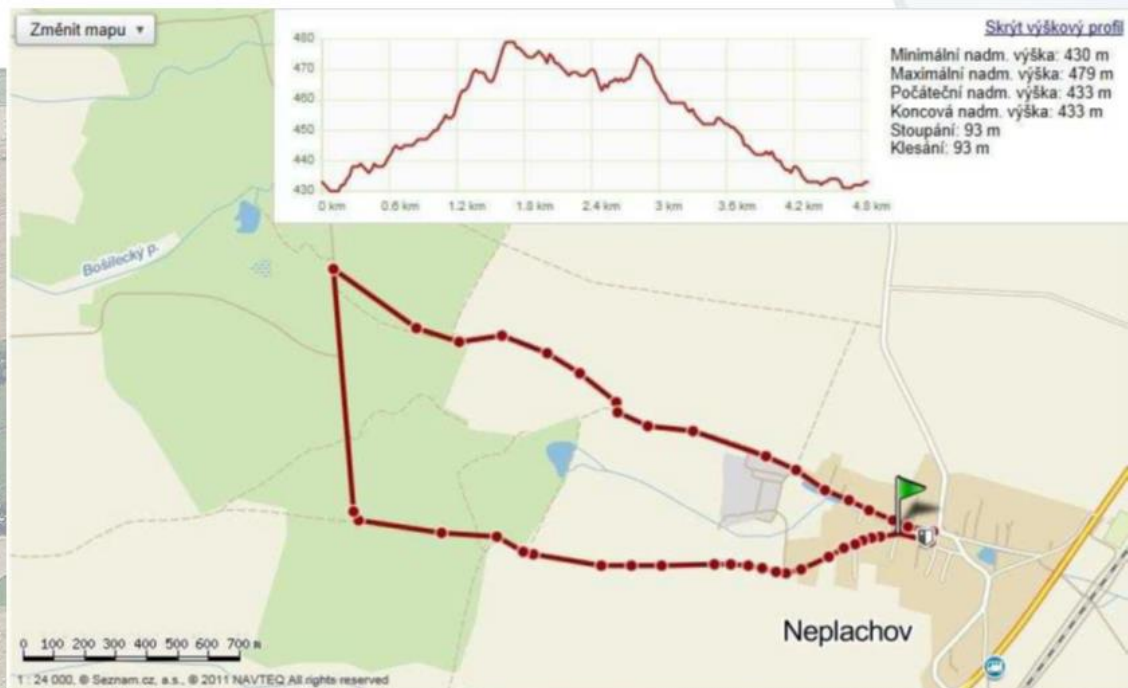 Změnit mapu
Skrýt výškový profil
480
470
460
450
440
430
0 km 0.6 km 1.2 km 1.8 km 2.4 km 3 km 3.6 km 4.2 km 4.8 km
Minimální nadm. výška: 430 m
Maximální nadm. výška: 479 m
Počáteční nadm. výška: 433 m
Koncová nadm. výška: 433 m
Stoupání: 93 m
Klesání: 93 m
Bošilecký p.
Neplachov
0 100 200 300 400 500 600 700 m
1 : 24 000, © Seznam.cz, a.s., © 2011 NAVTEQ All rights reserved